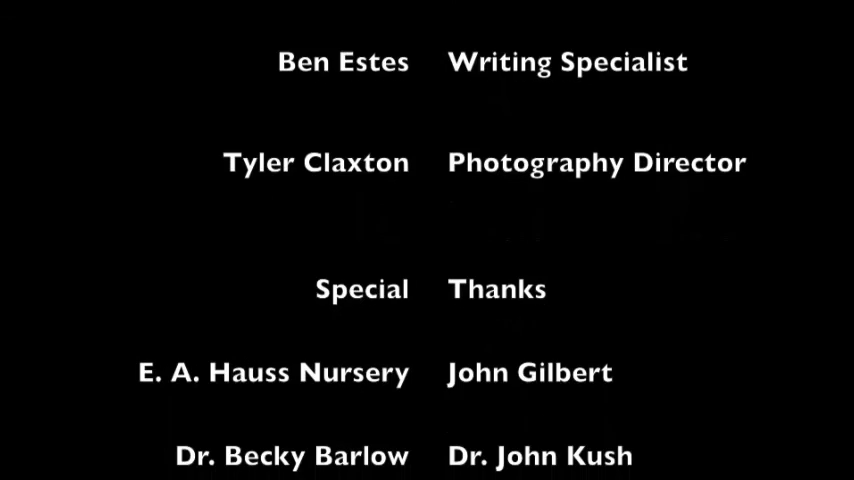 Ben Estes Writing Specialist
Tyler Claxton Photography Director
Special Thanks
E. A. Hauss Nursery John Gilbert
Dr. Becky Barlow Dr. John Kush